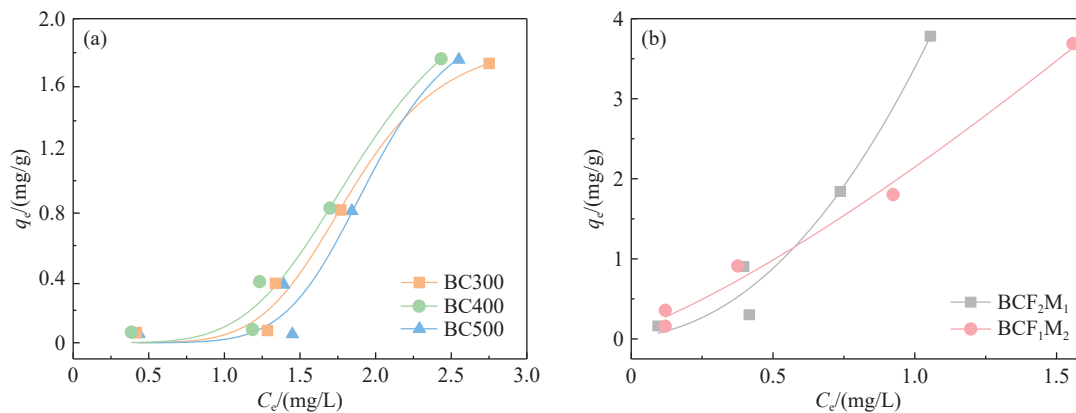 (a)
2.0
1.6
1.2
0.8
0.4
0
qₑ/(mg/g)
0.5
1.0
1.5
2.0
2.5
3.0
Cₑ/(mg/L)
BC300
BC400
BC500
(b)
4
3
2
1
0
qₑ/(mg/g)
0
0.5
1.0
1.5
Cₑ/(mg/L)
BCF₂M₁
BCF₁M₂